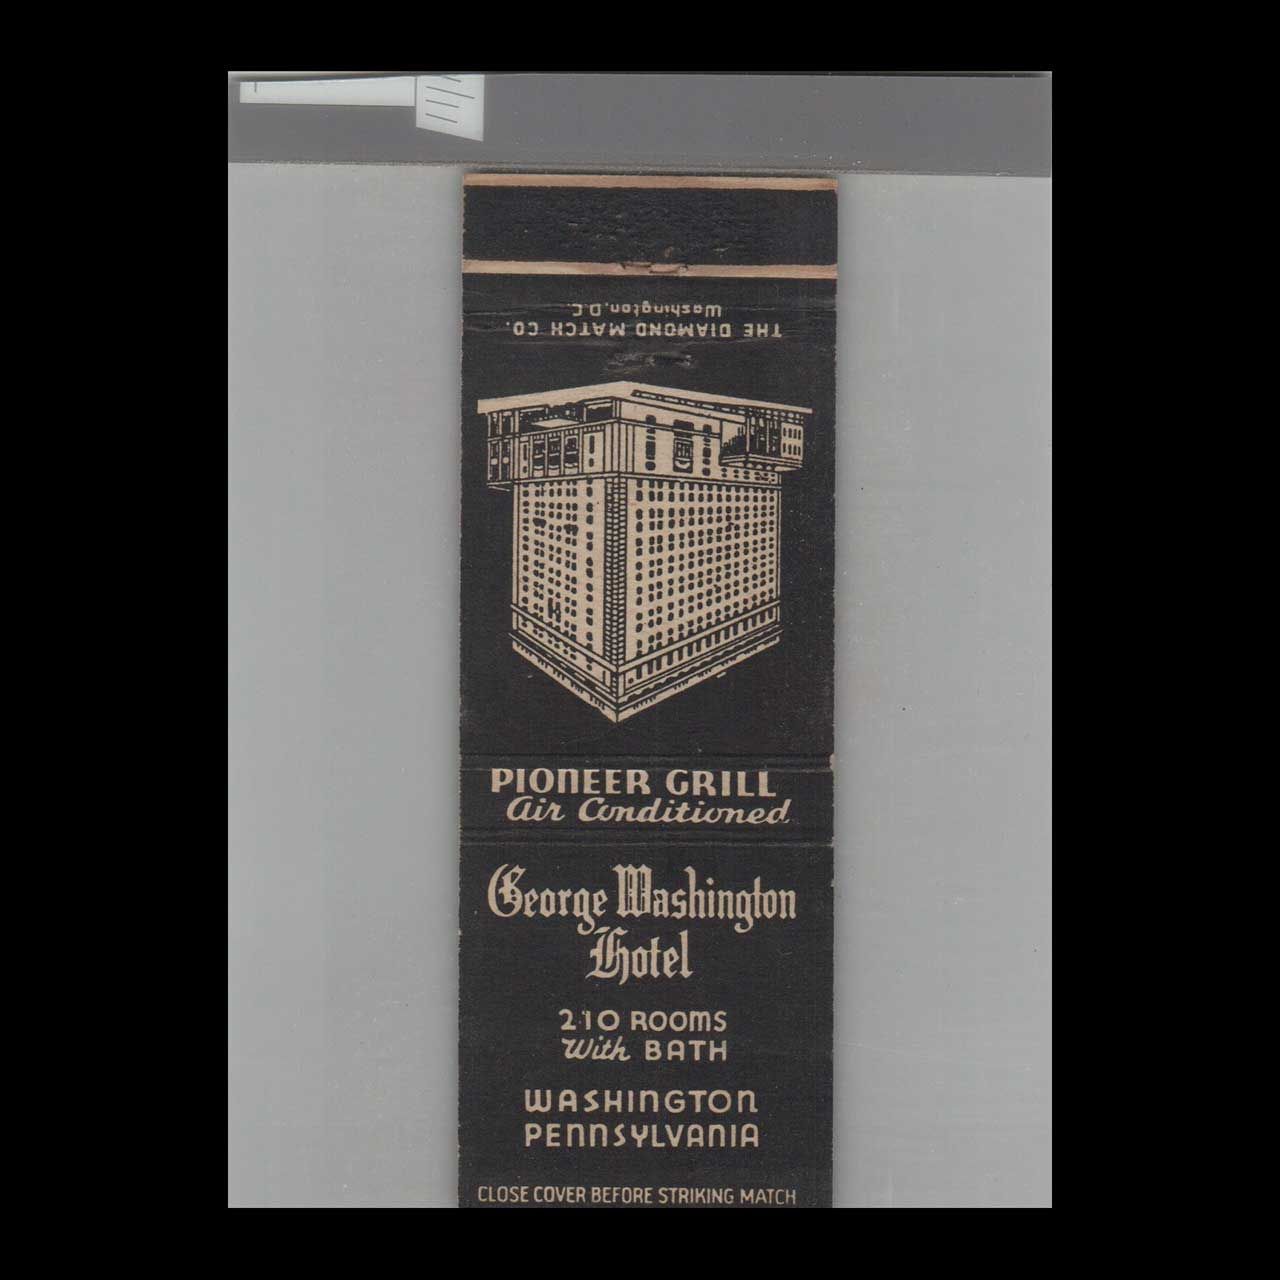 THE DIAMOND MATCH CO.
Washington, D.C.
PIONEER GRILL
Air Conditioned
George Washington
Hotel
210 ROOMS
With BATH
WASHINGTON
PENNSYLVANIA
CLOSE COVER BEFORE STRIKING MATCH